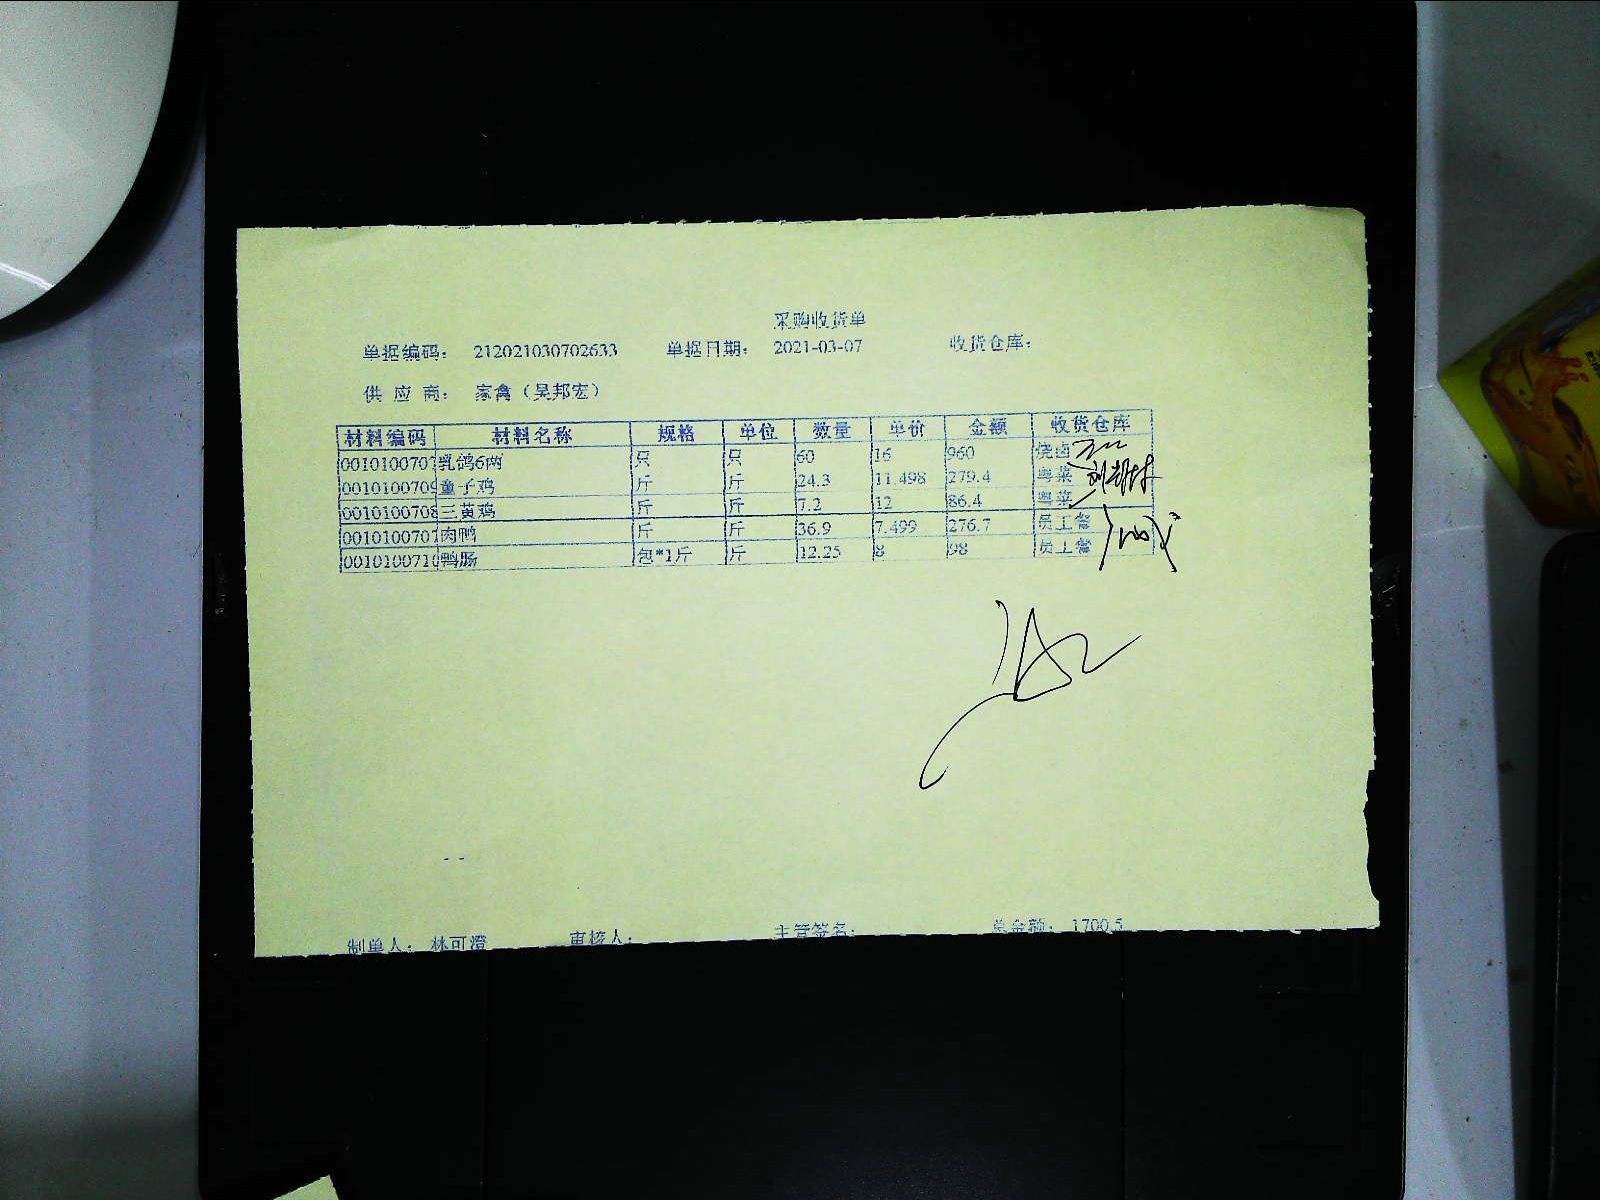 采购收货单
单据编码： 212021030702633 单据日期： 2021-03-07 收货仓库：
供 应 商： 家禽（吴邦宏）
材料编码 材料名称 规格 单位 数量 单价 金额 收货仓库
乳鸽6两 只 只 60 16 960 烧卤
童子鸡 斤 斤 24.3 11.498 279.4 粤菜
三黄鸡 斤 斤 7.2 12 86.4 粤菜
肉鸭 斤 斤 36.9 7.499 276.7 员工餐
鸭肠 包*1斤 斤 12.25 8 98 员工餐
制单人： 林可澄 审核人： 主管签名： 总金额： 1700.5